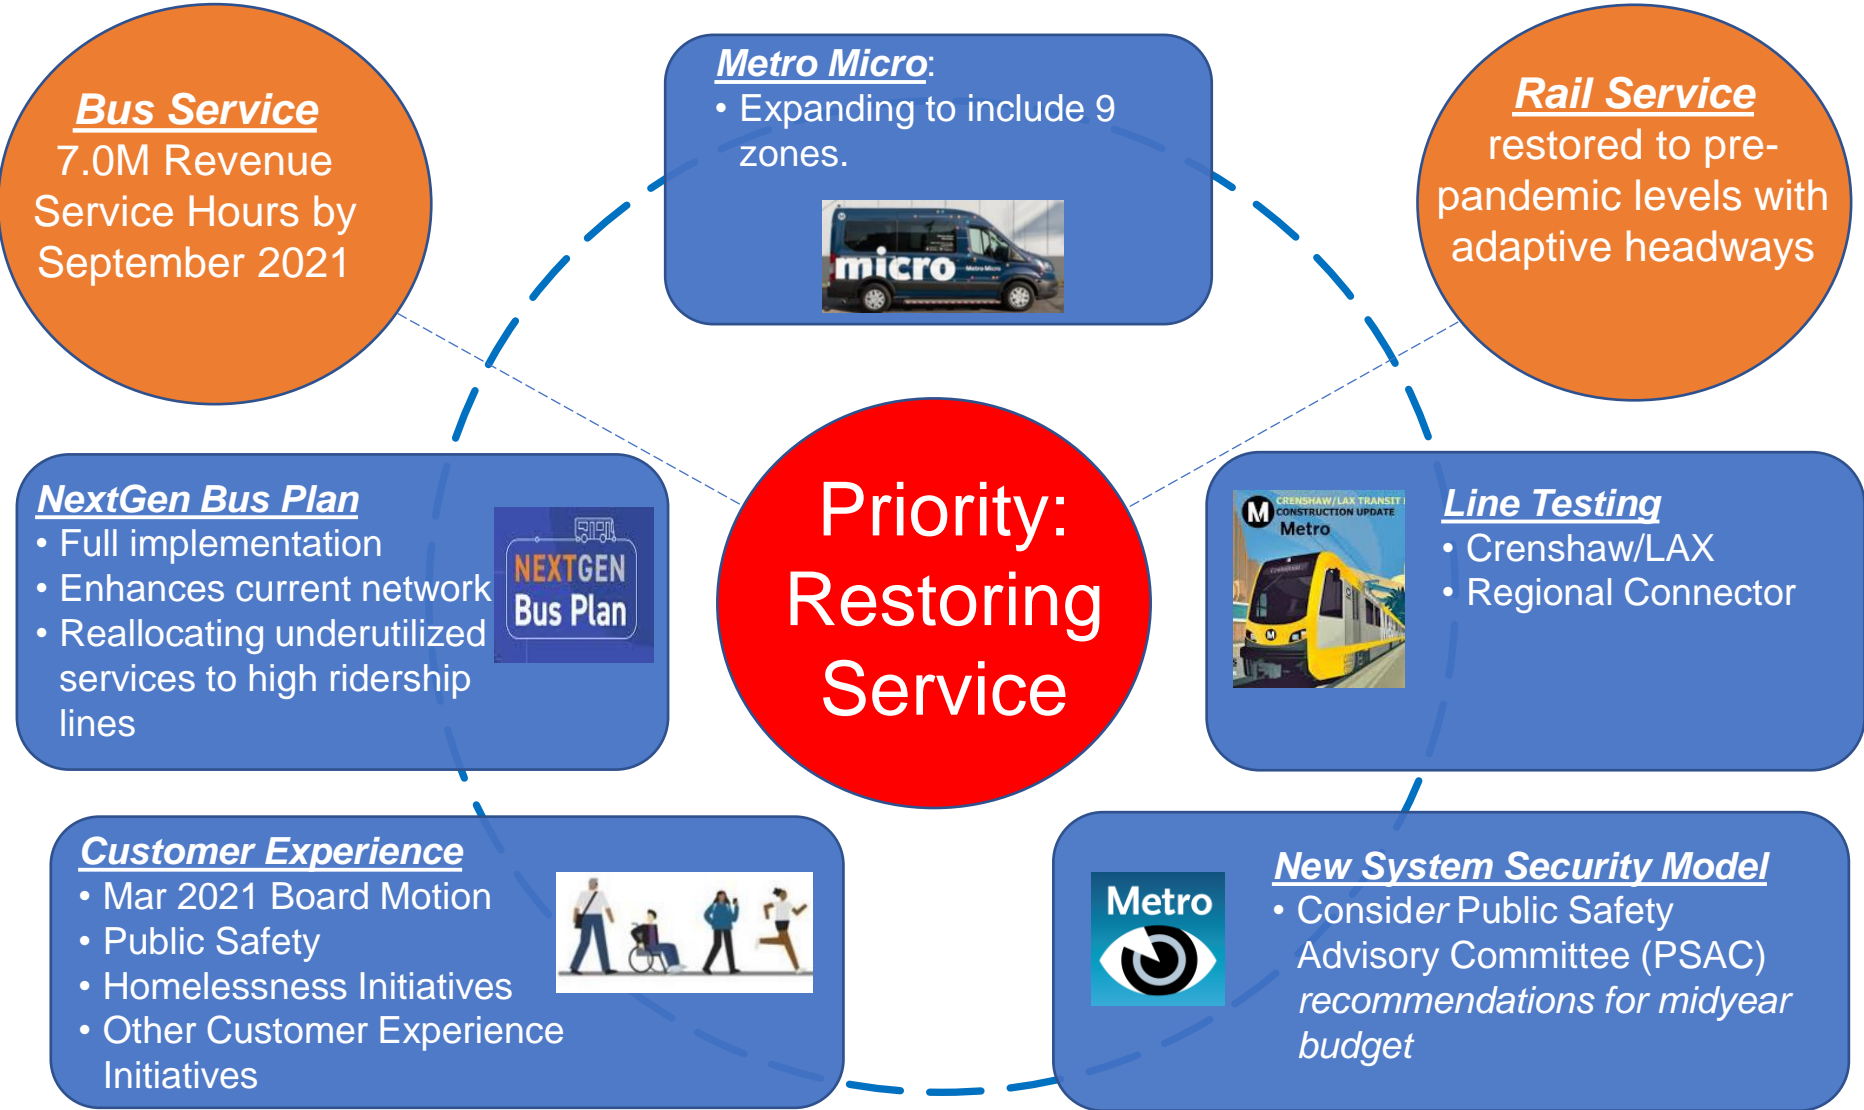 Bus Service
7.0M Revenue
Service Hours by
September 2021
Metro Micro:
• Expanding to include 9
zones.
micro
Metro Micro
Rail Service
restored to pre-
pandemic levels with
adaptive headways
Priority:
Restoring
Service
NextGen Bus Plan
• Full implementation
• Enhances current network
• Reallocating underutilized
services to high ridership
lines
NEXTGEN
Bus Plan
CRENSHAW/LAX TRANSIT
CONSTRUCTION UPDATE
M
Metro
Crenshaw
M
Line Testing
• Crenshaw/LAX
• Regional Connector
Customer Experience
• Mar 2021 Board Motion
• Public Safety
• Homelessness Initiatives
• Other Customer Experience
Initiatives
Metro
New System Security Model
• Consider Public Safety
Advisory Committee (PSAC)
recommendations for midyear
budget